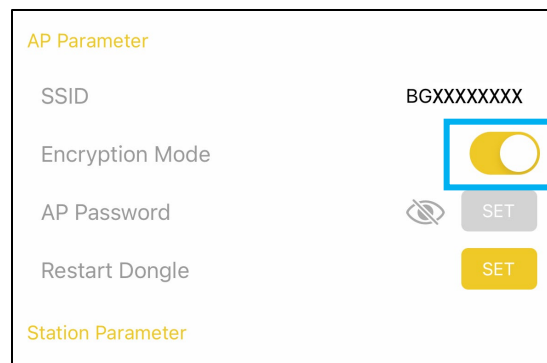 AP Parameter
SSID BGXXXXXXXX
Encryption Mode
AP Password SET
Restart Dongle SET
Station Parameter